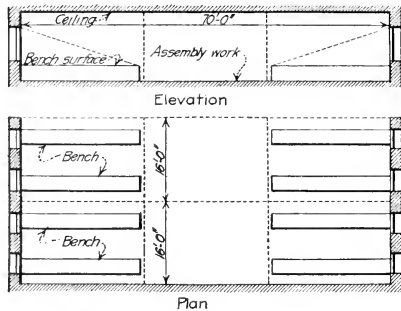 Ceiling 70'-0"
Bench surface Assembly work
Elevation
Bench
16'-0"
Bench
16'-0"
Plan